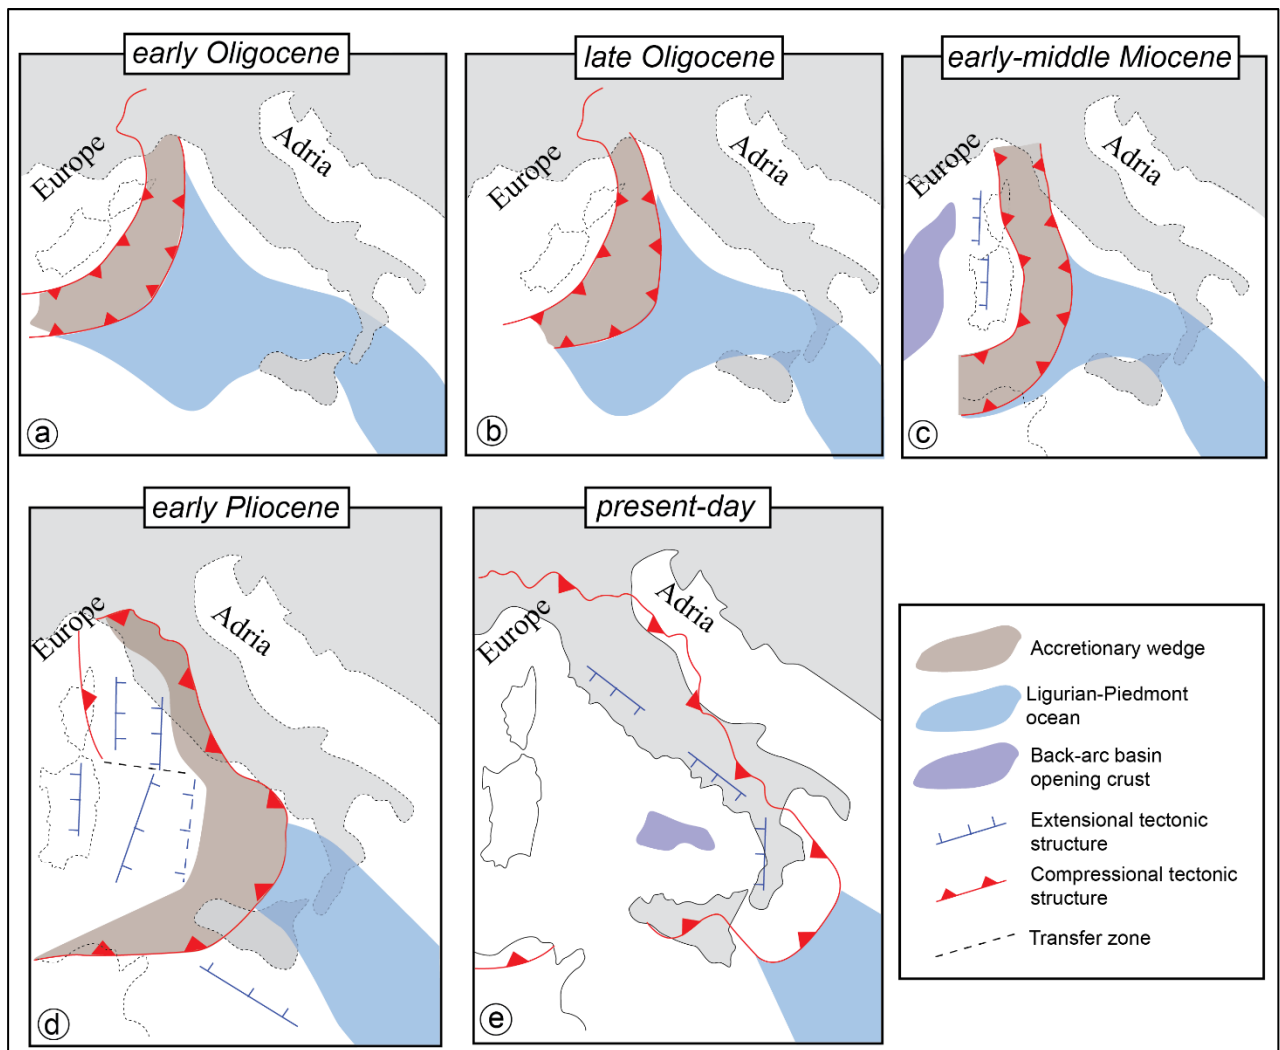 early Oligocene
Europe
Adria
a
late Oligocene
Europe
Adria
b
early-middle Miocene
Europe
Adria
c
early Pliocene
Europe
Adria
d
present-day
Europe
Adria
e
Accretionary wedge
Ligurian-Piedmont
ocean
Back-arc basin
opening crust
Extensional tectonic
structure
Compressional tectonic
structure
Transfer zone